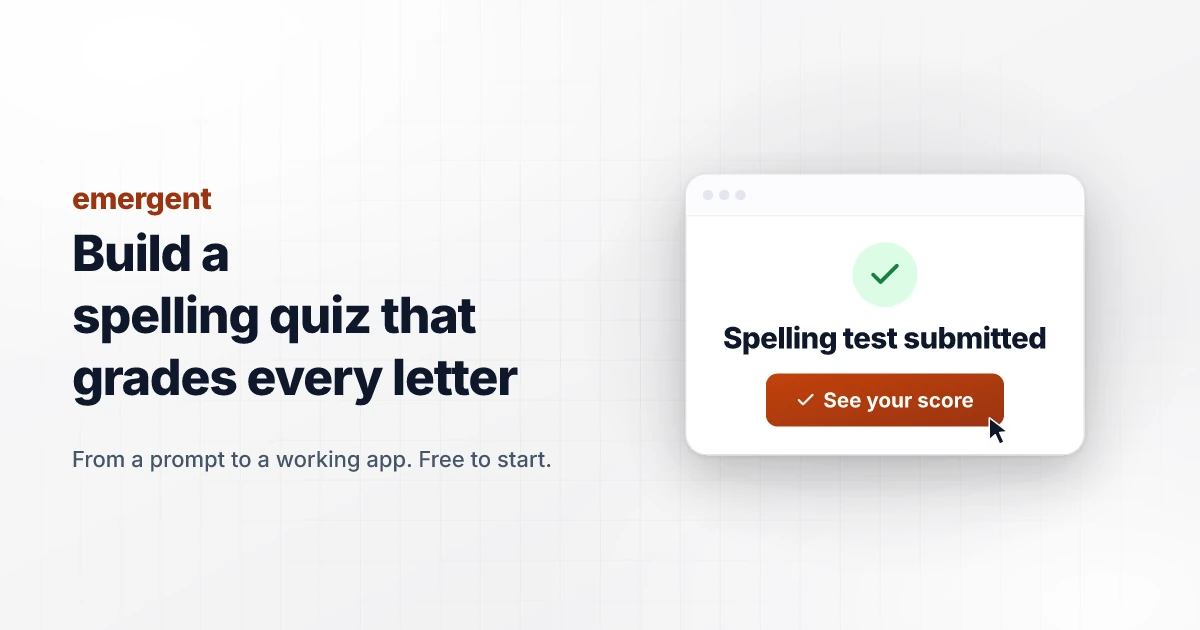 emergent
Build a
spelling quiz that
grades every letter
From a prompt to a working app. Free to start.
Spelling test submitted
See your score